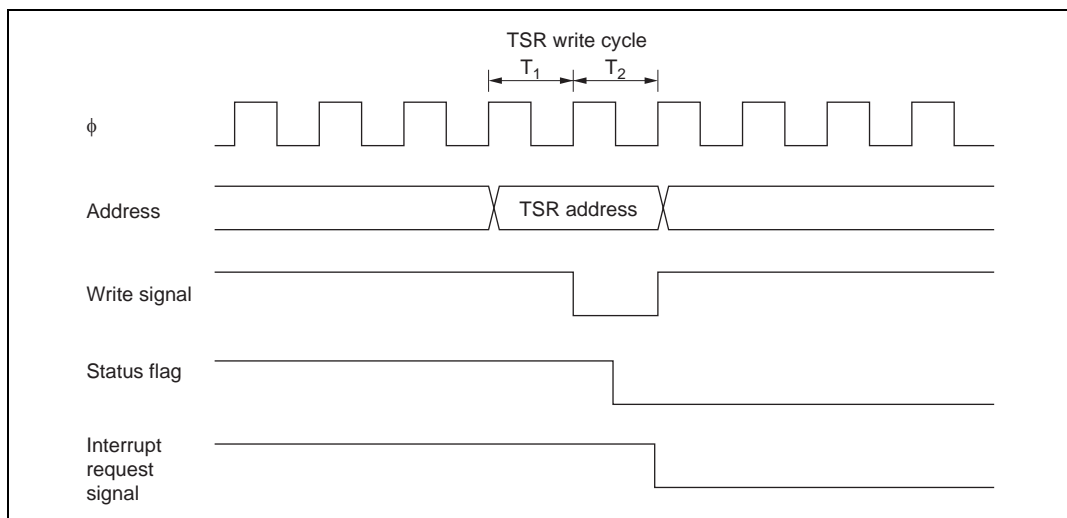 TSR write cycle
T1 T2
ϕ
Address
TSR address
Write signal
Status flag
Interrupt
request
signal